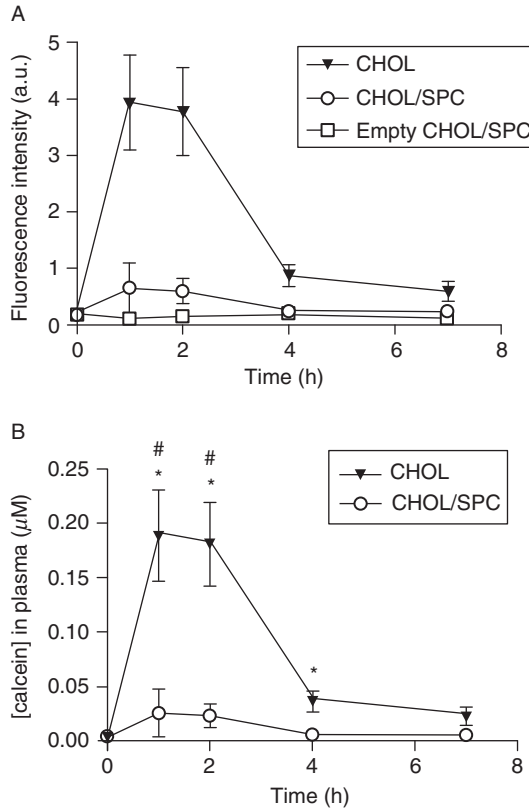 A
Fluorescence intensity (a.u.)
5
4
3
2
1
0
0 2 4 6 8
Time (h)
CHOL
CHOL/SPC
Empty CHOL/SPC
B
[calcein] in plasma (µM)
0.25
0.20
0.15
0.10
0.05
0.00
0 2 4 6 8
Time (h)
# #
* *
*
CHOL
CHOL/SPC